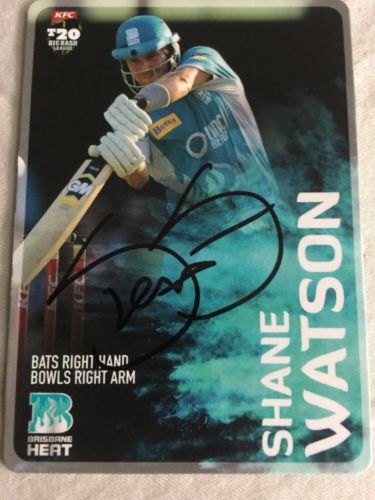 KFC
T20
BIG BASH
LEAGUE
B
Betta
GM
BATS RIGHT HAND
BOWLS RIGHT ARM
SHANE
WATSON
B
BRISBANE
HEAT